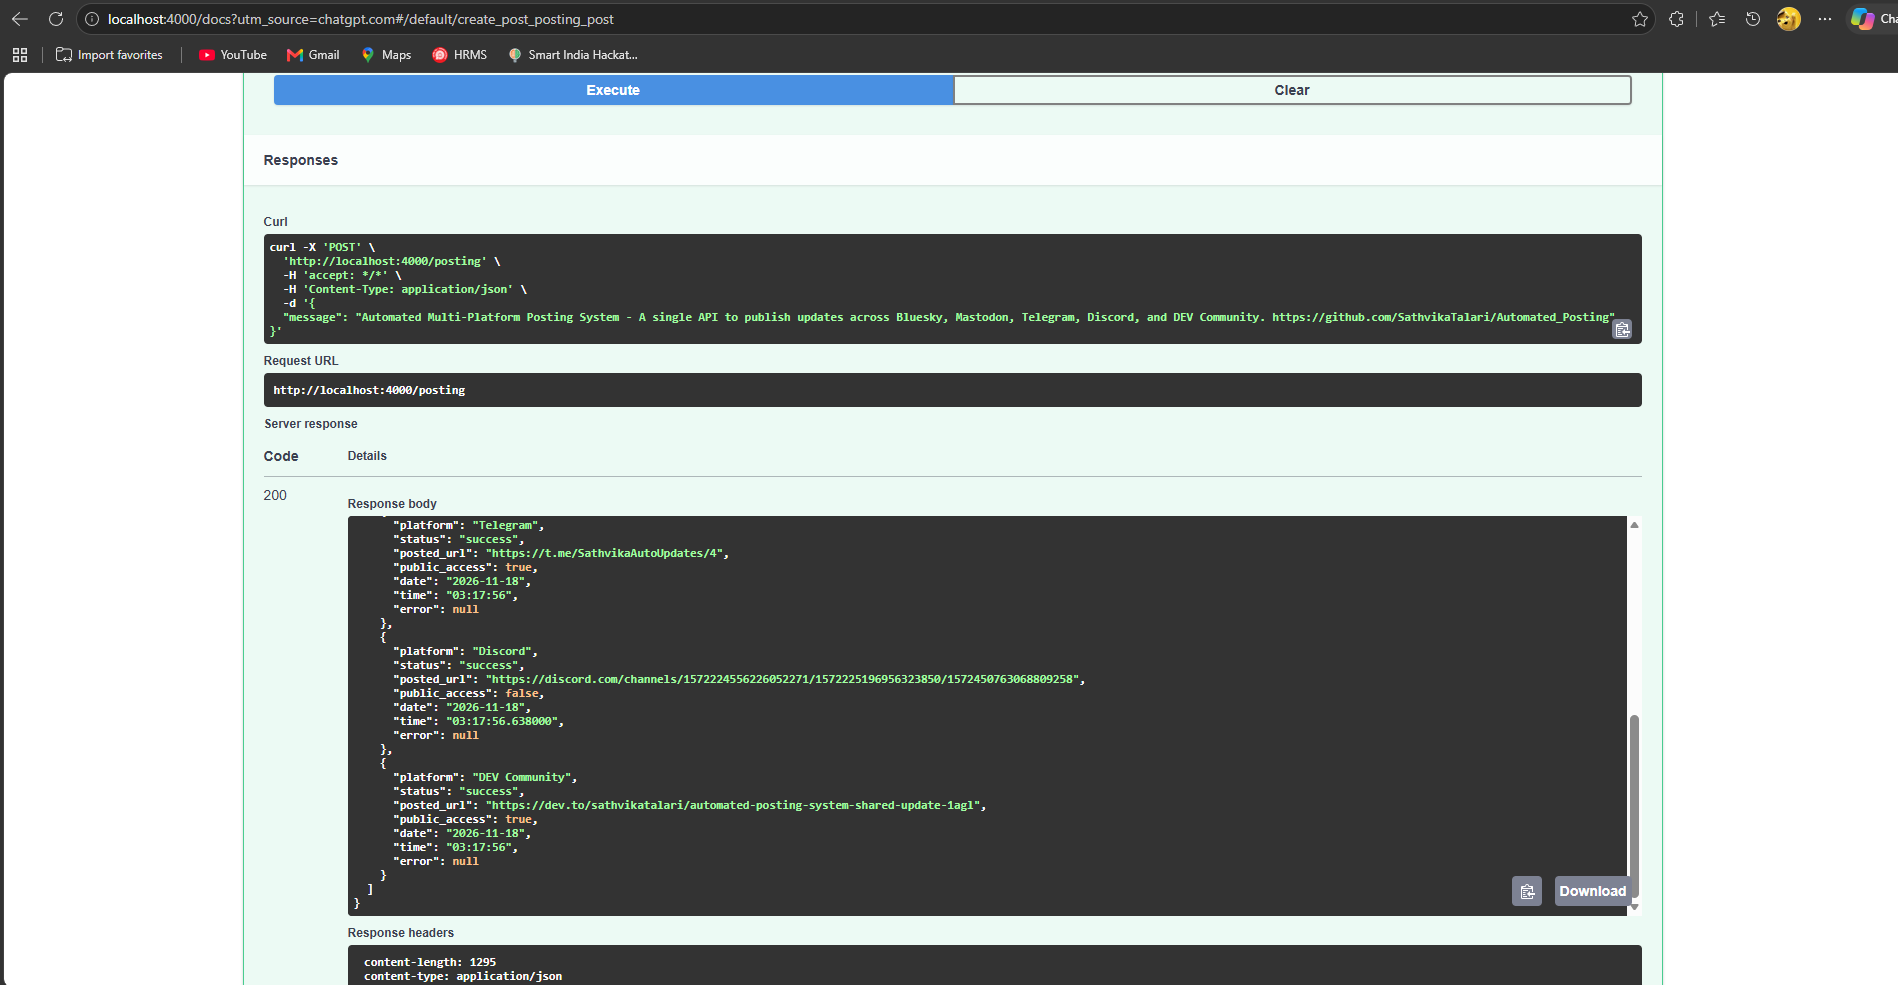 localhost:4000/docs?utm_source=chatgpt.com#/default/create_post_posting_post
Import favorites
YouTube
Gmail
Maps
HRMS
Smart India Hackat...
Execute
Clear
Responses
Curl
curl -X 'POST' \
'http://localhost:4000/posting' \
-H 'accept: */*' \
-H 'Content-Type: application/json' \
-d '{
"message": "Automated Multi-Platform Posting System - A single API to publish updates across Bluesky, Mastodon, Telegram, Discord, and DEV Community. https://github.com/SathvikaTalari/Automated_Posting"
}'
Request URL
http://localhost:4000/posting
Server response
Code Details
200
Response body
"platform": "Telegram",
"status": "success",
"posted_url": "https://t.me/SathvikaAutoUpdates/4",
"public_access": true,
"date": "2026-11-18",
"time": "03:17:56",
"error": null
},
{
"platform": "Discord",
"status": "success",
"posted_url": "https://discord.com/channels/1572224556226052271/1572225196956323850/1572450763068809258",
"public_access": false,
"date": "2026-11-18",
"time": "03:17:56.638000",
"error": null
},
{
"platform": "DEV Community",
"status": "success",
"posted_url": "https://dev.to/sathvikatalari/automated-posting-system-shared-update-1agl",
"public_access": true,
"date": "2026-11-18",
"time": "03:17:56",
"error": null
}
]
}
Download
Response headers
content-length: 1295
content-type: application/json